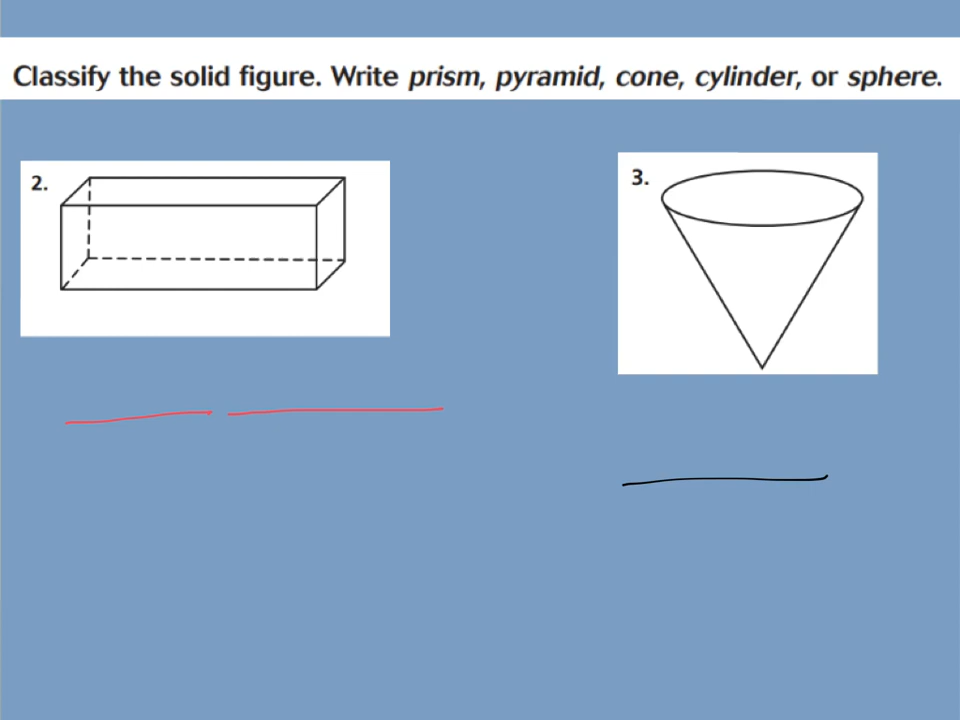 Classify the solid figure. Write prism, pyramid, cone, cylinder, or sphere.
2.
3.